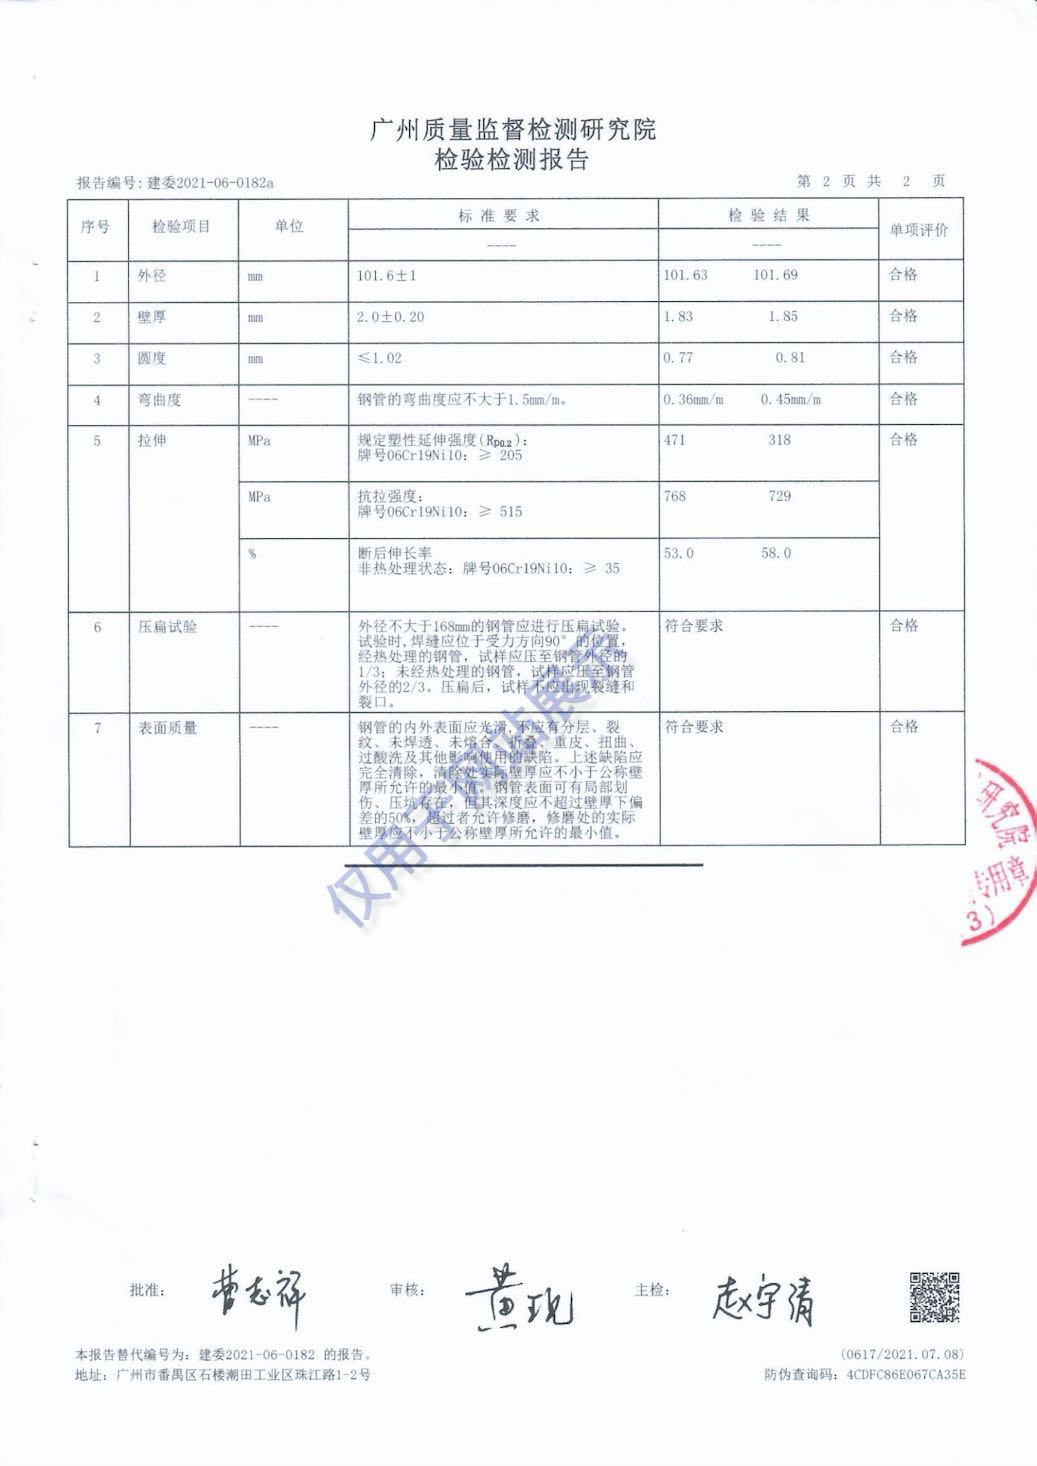 广州质量监督检测研究院
检验检测报告
报告编号：建委2021-06-0182a
第 2 页 共 2 页
序号 检验项目 单位 标 准 要 求 检 验 结 果 单项评价
---- ----
1 外径 mm 101.6±1 101.63 101.69 合格
2 壁厚 mm 2.0±0.20 1.83 1.85 合格
3 圆度 mm ≤1.02 0.77 0.81 合格
4 弯曲度 ---- 钢管的弯曲度应不大于1.5mm/m。 0.36mm/m 0.45mm/m 合格
5 拉伸 MPa 规定塑性延伸强度(Rp0.2)： 471 318 合格
牌号06Cr19Ni10：≥ 205
MPa 抗拉强度： 768 729
牌号06Cr19Ni10：≥ 515
% 断后伸长率 53.0 58.0
非热处理状态：牌号06Cr19Ni10：≥ 35
6 压扁试验 ---- 外径不大于168mm的钢管应进行压扁试验。 符合要求 合格
试验时,焊缝应位于受力方向90°的位置，
经热处理的钢管，试样应压至钢管外径的
1/3；未经热处理的钢管，试样应压至钢管
外径的2/3。压扁后，试样不应出现裂缝和
裂口。
7 表面质量 ---- 钢管的内外表面应光滑,不应有分层、裂 符合要求 合格
纹、未焊透、未熔合、折叠、重皮、扭曲、
过酸洗及其他影响使用的缺陷。上述缺陷应
完全清除，清除处实际壁厚应不小于公称壁
厚所允许的最小值。钢管表面可有局部划
伤、压坑存在，但其深度应不超过壁厚下偏
差的50%，超过者允许修磨，修磨处的实际
壁厚应不小于公称壁厚所允许的最小值。
仅用于网站展示
研究院
专用章
3）
批准： 曹志祥 审核： 黄现 主检： 赵宇清
本报告替代编号为：建委2021-06-0182 的报告。
(0617/2021.07.08)
地址：广州市番禺区石楼潮田工业区珠江路1-2号
防伪查询码：4CDFC86E067CA35E